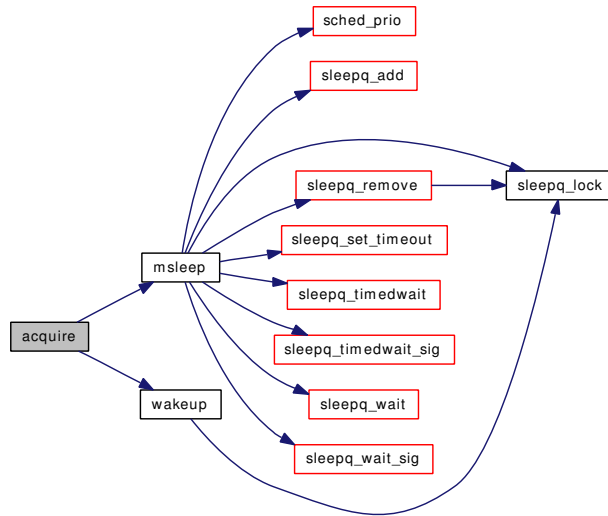 sched_prio
sleepq_add
sleepq_remove
sleepq_lock
sleepq_set_timeout
msleep
sleepq_timedwait
acquire
sleepq_timedwait_sig
wakeup
sleepq_wait
sleepq_wait_sig